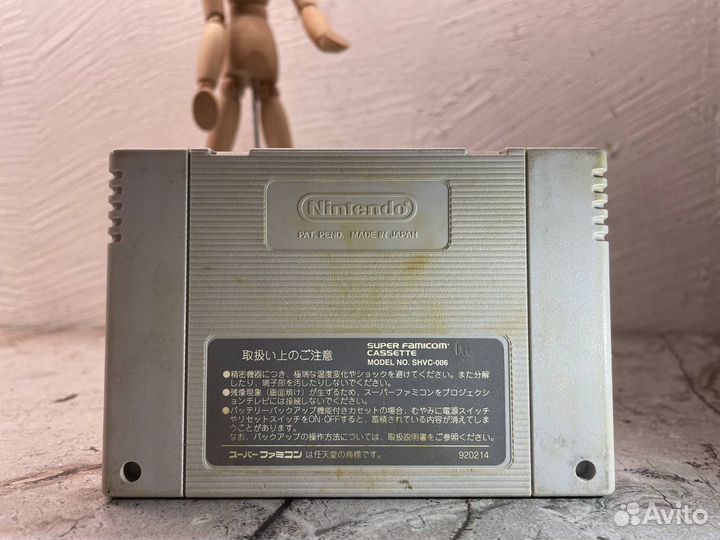 Nintendo
PAT. PEND. MADE IN JAPAN
取扱い上のご注意
SUPER FAMICOM
CASSETTE
MODEL NO. SHVC-006
●精密機器につき、極端な温度変化やショックを避けてください。また分解
したり、端子部を汚したりしないでください。
●残像現象(画面焼け)が生ずるため、スーパーファミコンをプロジェクシ
ョンテレビには接続しないでください。
●バッテリーバックアップ機能付きカセットの場合、むやみに電源スイッチ
やリセットスイッチをON·OFFすると、蓄積されている内容が消えてしま
うことがあります。
なお、バックアップの操作方法については、取扱説明書をご参照ください。
スーパーファミコン は任天堂の商標です。
920214
Avito